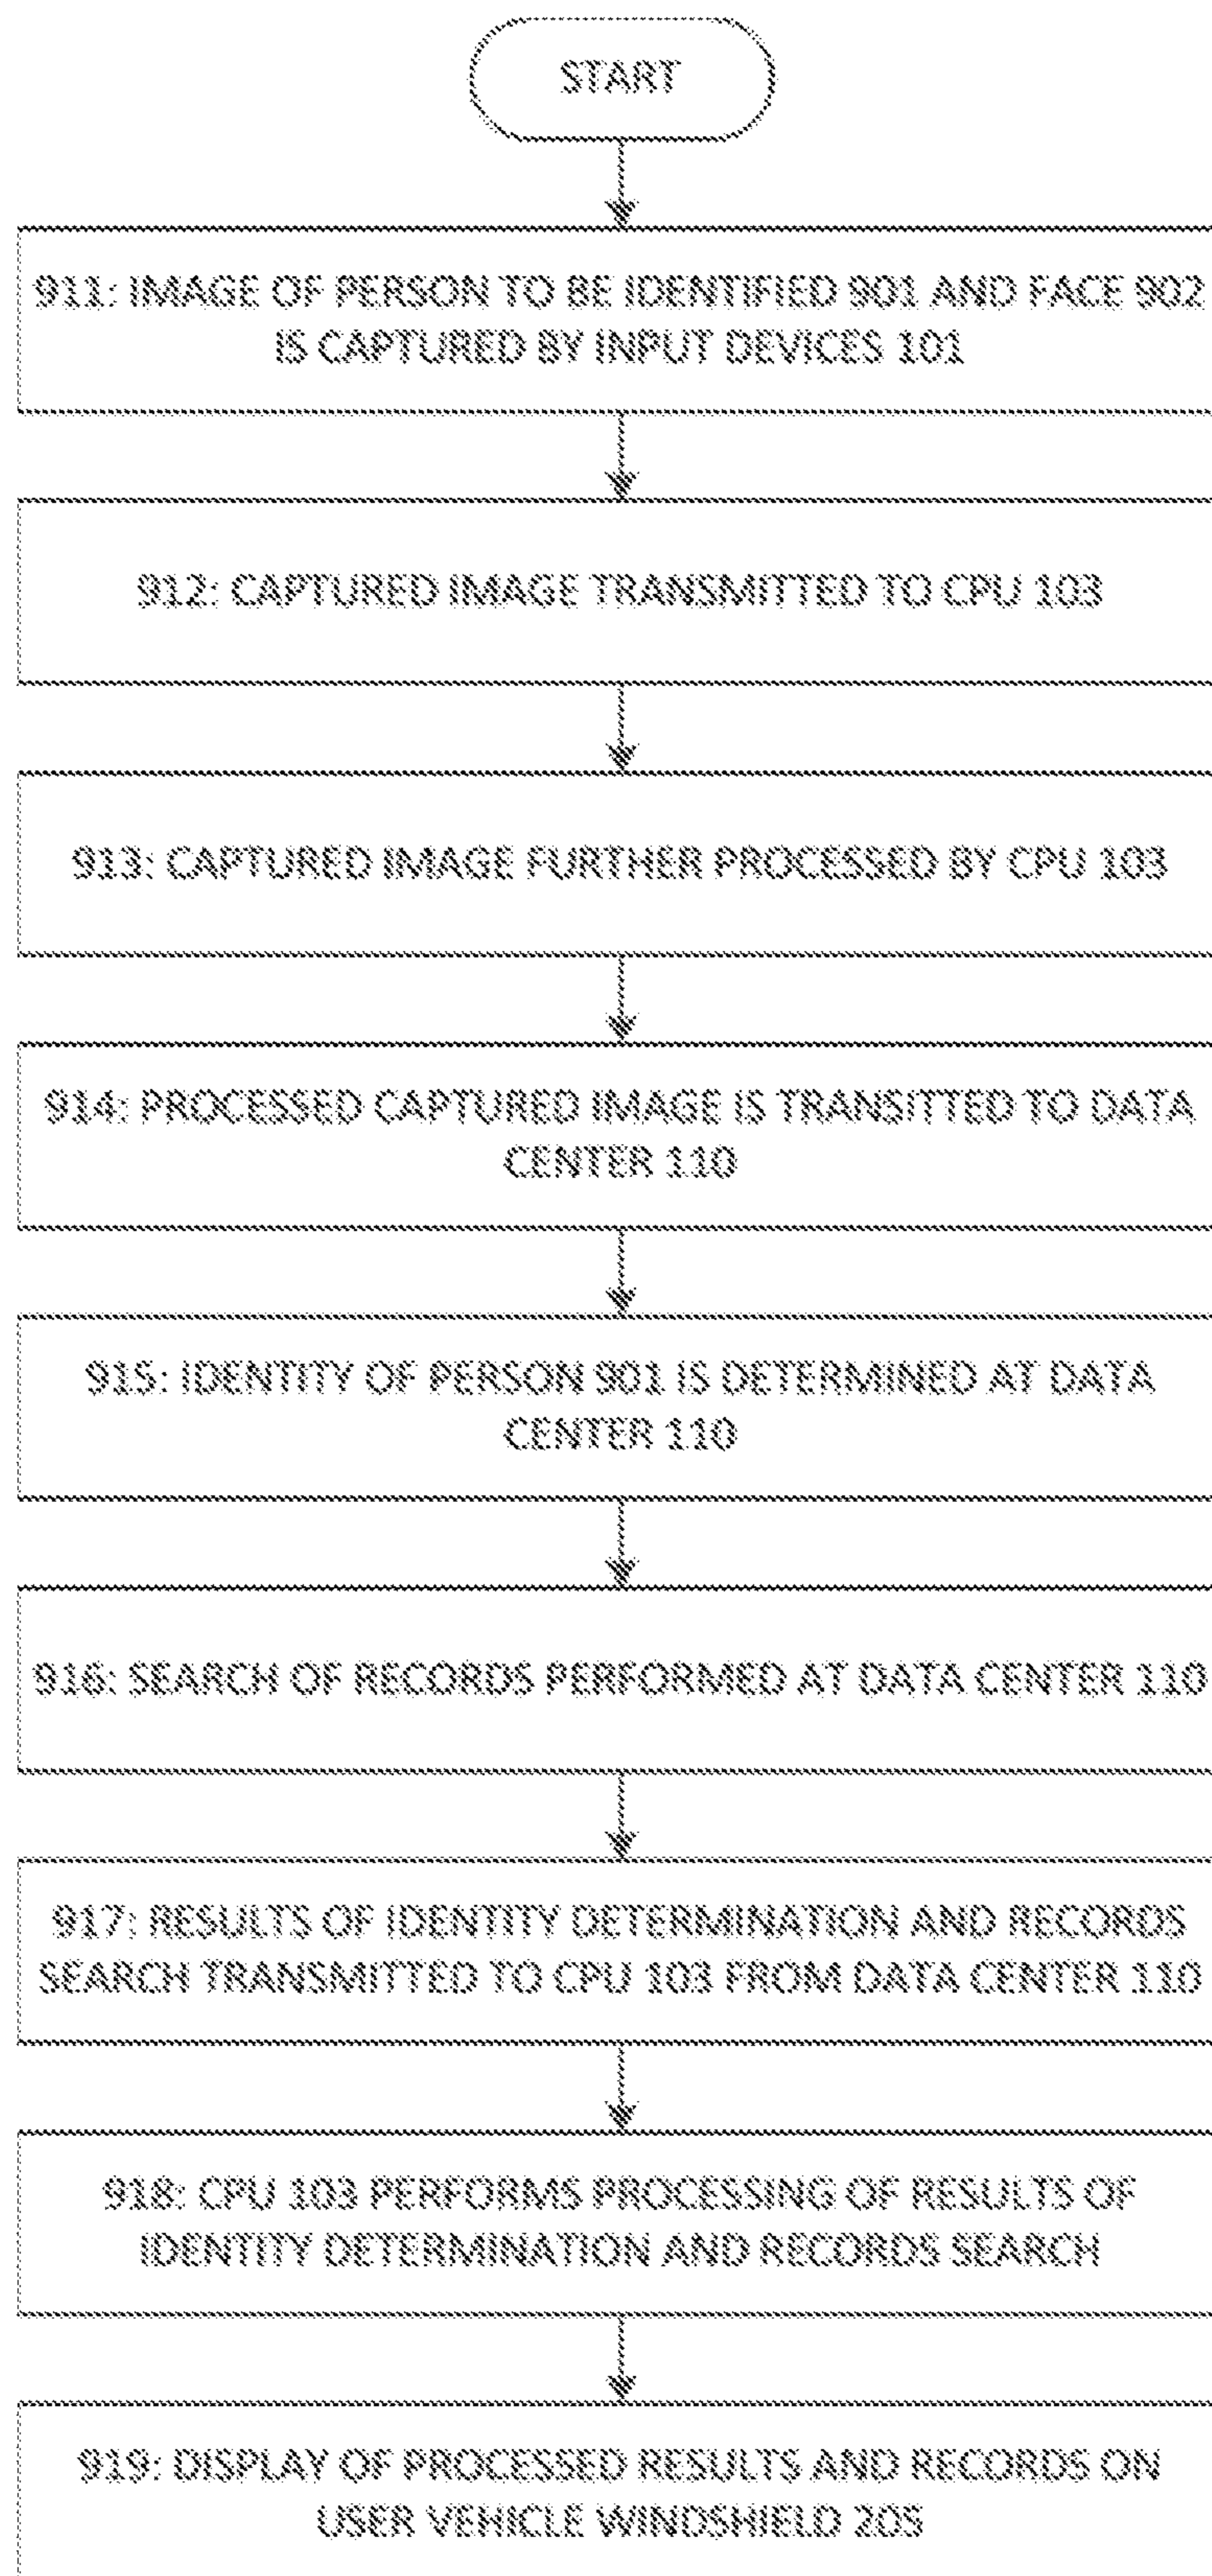 START
911: IMAGE OF PERSON TO BE IDENTIFIED 901 AND FACE 902
IS CAPTURED BY INPUT DEVICES 101
912: CAPTURED IMAGE TRANSMITTED TO CPU 103
913: CAPTURED IMAGE FURTHER PROCESSED BY CPU 103
914: PROCESSED CAPTURED IMAGE IS TRANSITTED TO DATA
CENTER 110
915: IDENTITY OF PERSON 901 IS DETERMINED AT DATA
CENTER 110
916: SEARCH OF RECORDS PERFORMED AT DATA CENTER 110
917: RESULTS OF IDENTITY DETERMINATION AND RECORDS
SEARCH TRANSMITTED TO CPU 103 FROM DATA CENTER 110
918: CPU 103 PERFORMS PROCESSING OF RESULTS OF
IDENTITY DETERMINATION AND RECORDS SEARCH
919: DISPLAY OF PROCESSED RESULTS AND RECORDS ON
USER VEHICLE WINDSHIELD 205